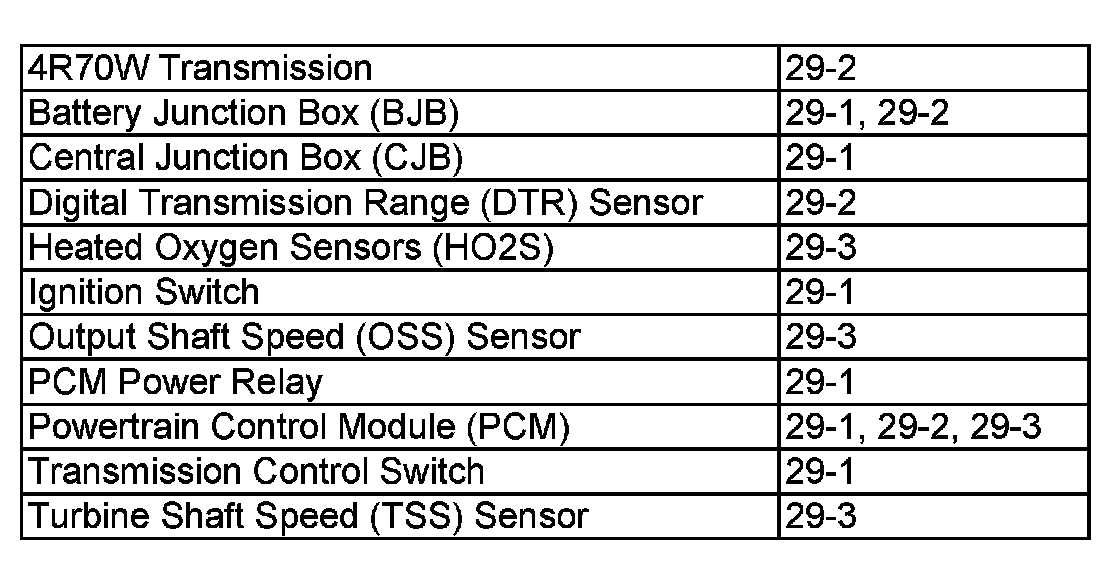 4R70W Transmission 29-2
Battery Junction Box (BJB) 29-1, 29-2
Central Junction Box (CJB) 29-1
Digital Transmission Range (DTR) Sensor 29-2
Heated Oxygen Sensors (HO2S) 29-3
Ignition Switch 29-1
Output Shaft Speed (OSS) Sensor 29-3
PCM Power Relay 29-1
Powertrain Control Module (PCM) 29-1, 29-2, 29-3
Transmission Control Switch 29-1
Turbine Shaft Speed (TSS) Sensor 29-3